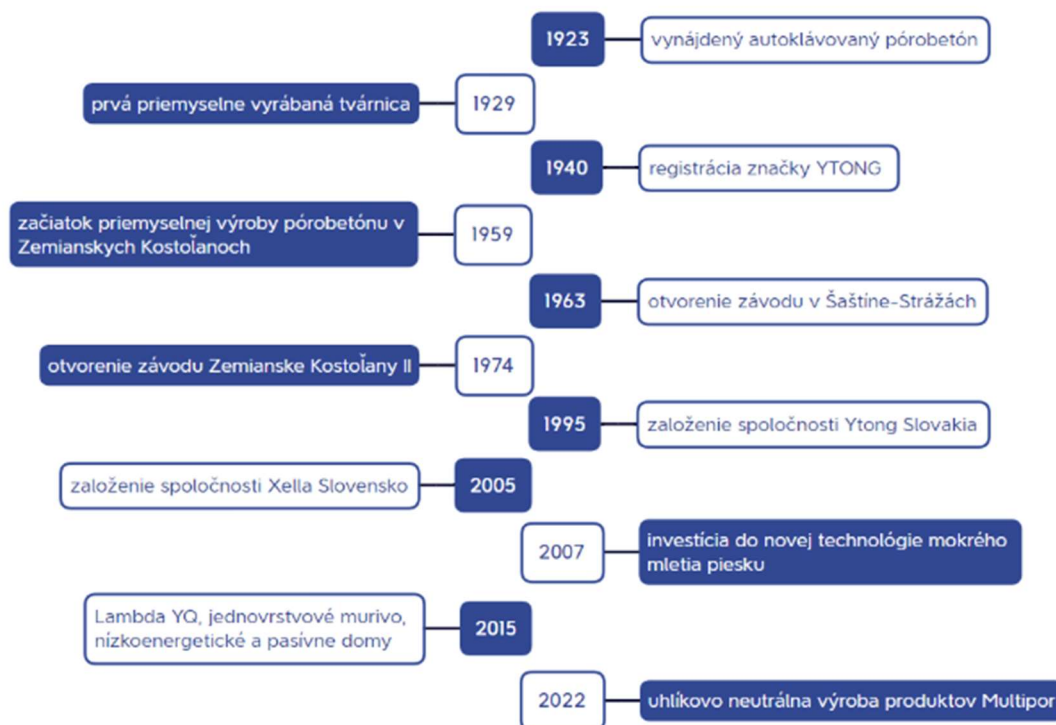 1923
vynájdený autoklávovaný pórobetón
prvá priemyselne vyrábaná tvárnica
1929
1940
registrácia značky YTONG
začiatok priemyselnej výroby pórobetónu v
Zemianskych Kostoľanoch
1959
1963
otvorenie závodu v Šaštíne-Strážách
otvorenie závodu Zemianske Kostoľany II
1974
1995
založenie spoločnosti Ytong Slovakia
založenie spoločnosti Xella Slovensko
2005
2007
investícia do novej technológie mokrého
mletia piesku
Lambda YQ, jednovrstvové murivo,
nízkoenergetické a pasívne domy
2015
2022
uhlíkovo neutrálna výroba produktov Multipor